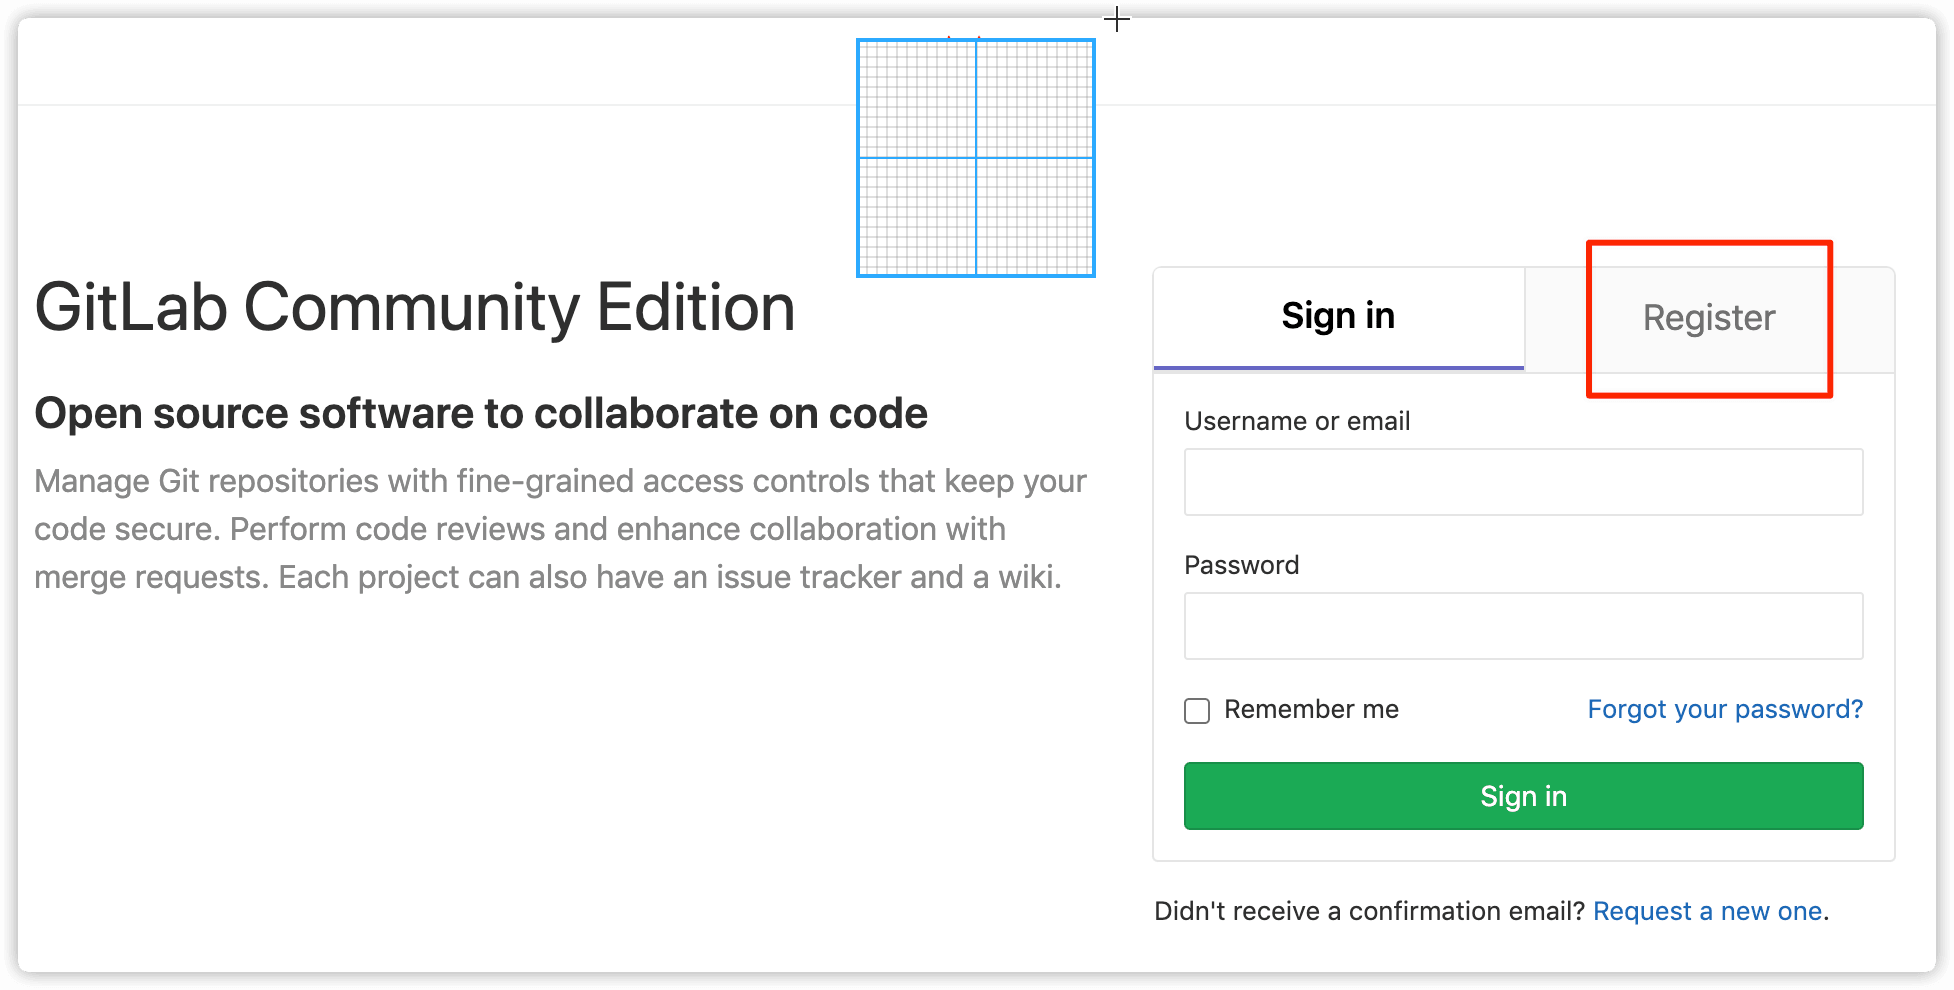 GitLab Community Edition
Open source software to collaborate on code
Manage Git repositories with fine-grained access controls that keep your
code secure. Perform code reviews and enhance collaboration with
merge requests. Each project can also have an issue tracker and a wiki.
Sign in
Register
Username or email
Password
Remember me
Forgot your password?
Sign in
Didn't receive a confirmation email? Request a new one.